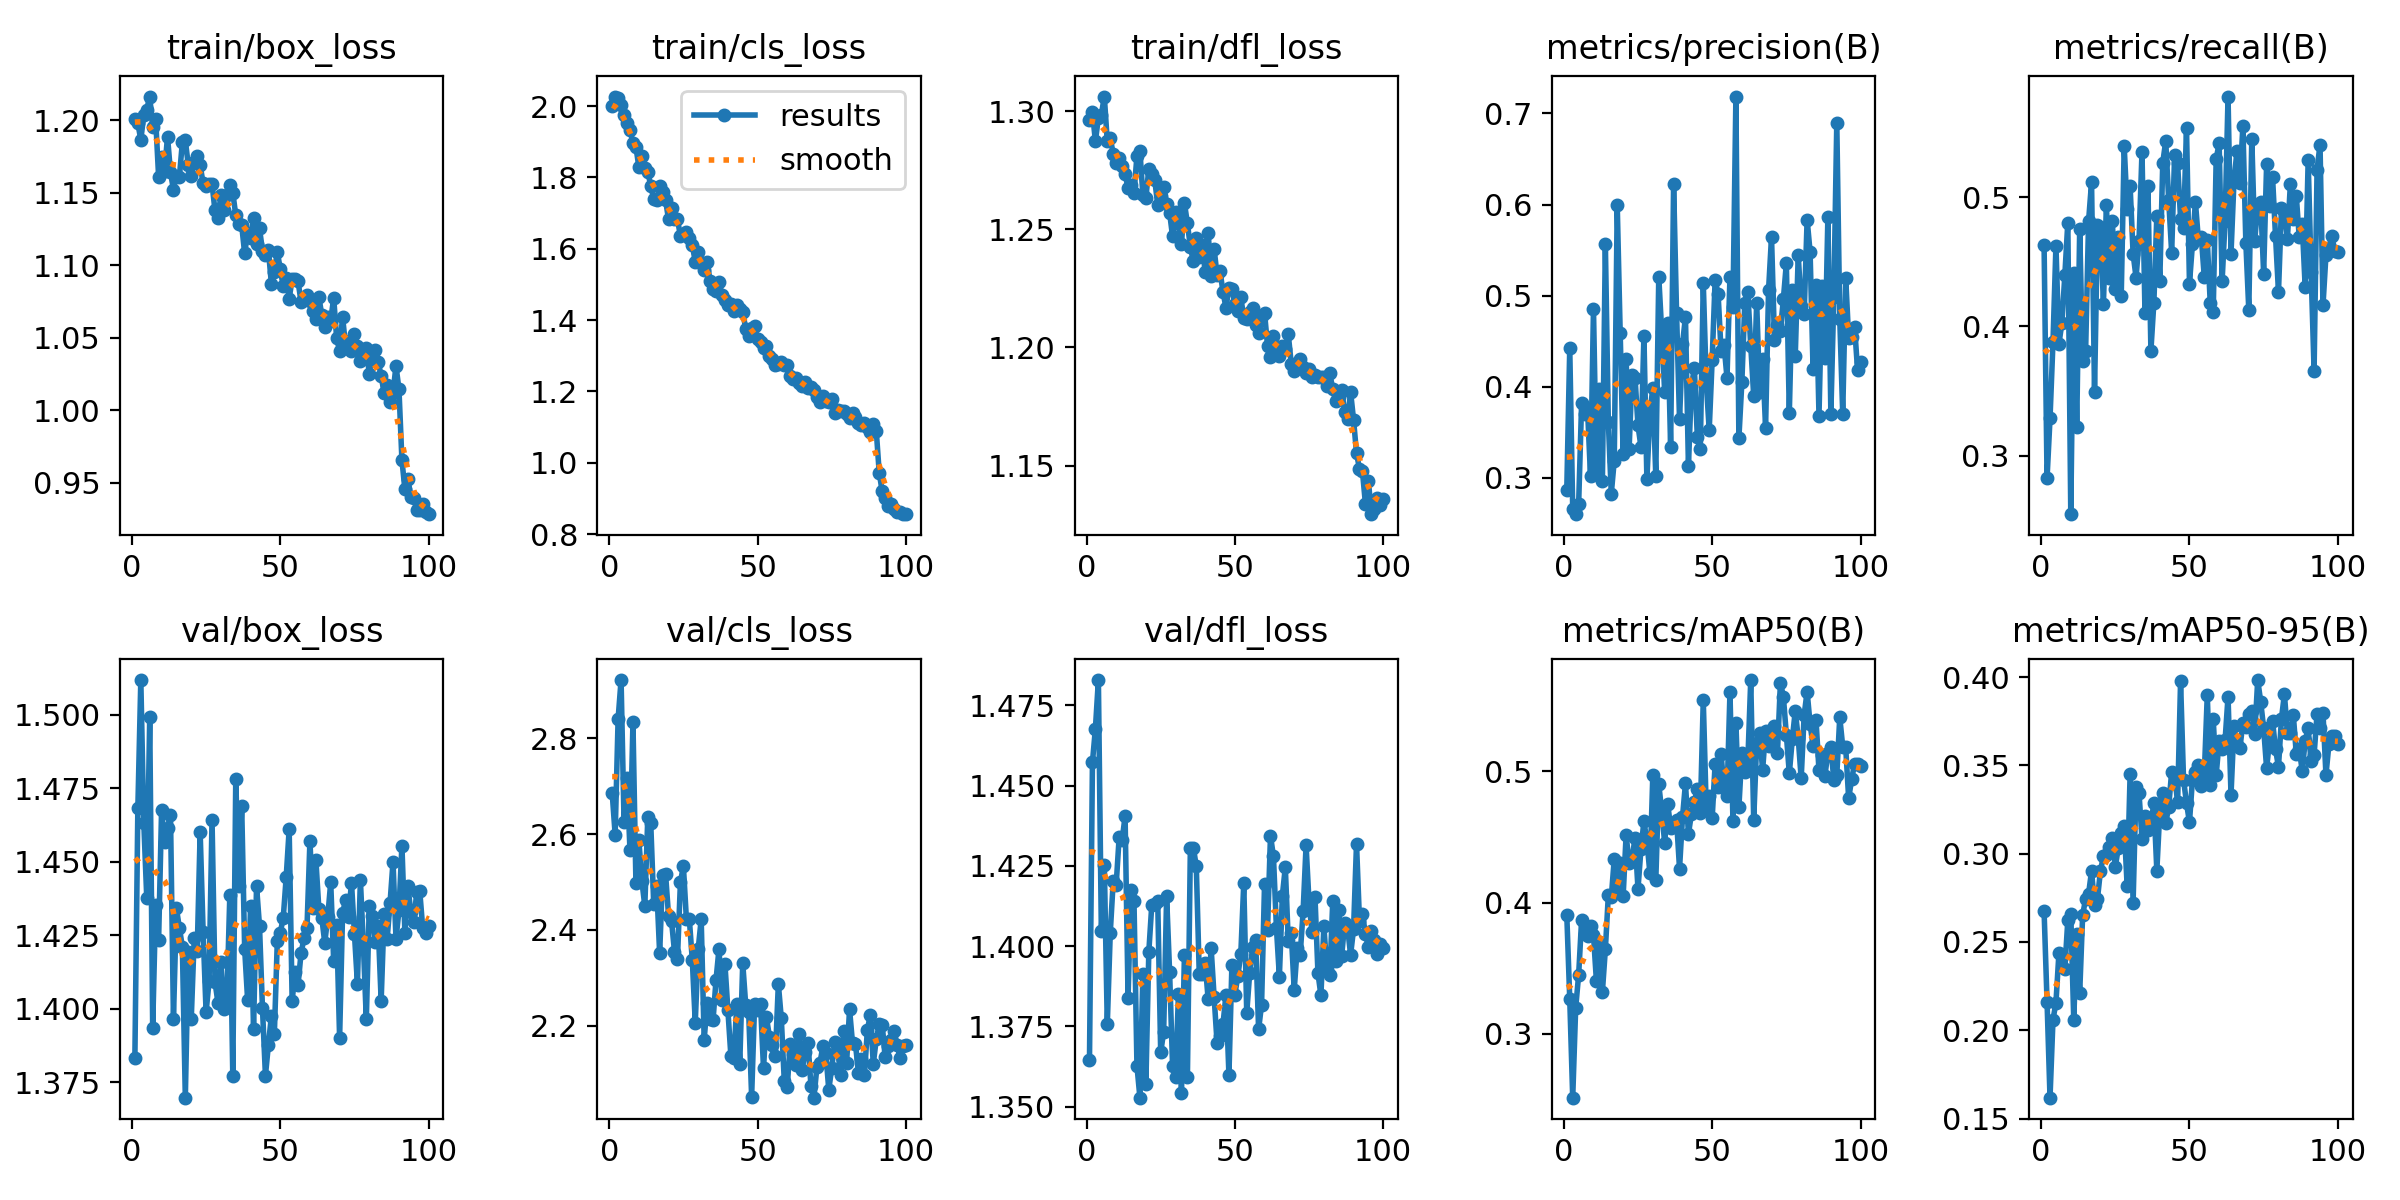 train/box_loss
1.20
1.15
1.10
1.05
1.00
0.95
0 50 100
train/cls_loss
results
smooth
2.0
1.8
1.6
1.4
1.2
1.0
0.8
0 50 100
train/dfl_loss
1.30
1.25
1.20
1.15
0 50 100
metrics/precision(B)
0.7
0.6
0.5
0.4
0.3
0 50 100
metrics/recall(B)
0.5
0.4
0.3
0 50 100
val/box_loss
1.500
1.475
1.450
1.425
1.400
1.375
0 50 100
val/cls_loss
2.8
2.6
2.4
2.2
0 50 100
val/dfl_loss
1.475
1.450
1.425
1.400
1.375
1.350
0 50 100
metrics/mAP50(B)
0.5
0.4
0.3
0 50 100
metrics/mAP50-95(B)
0.40
0.35
0.30
0.25
0.20
0.15
0 50 100